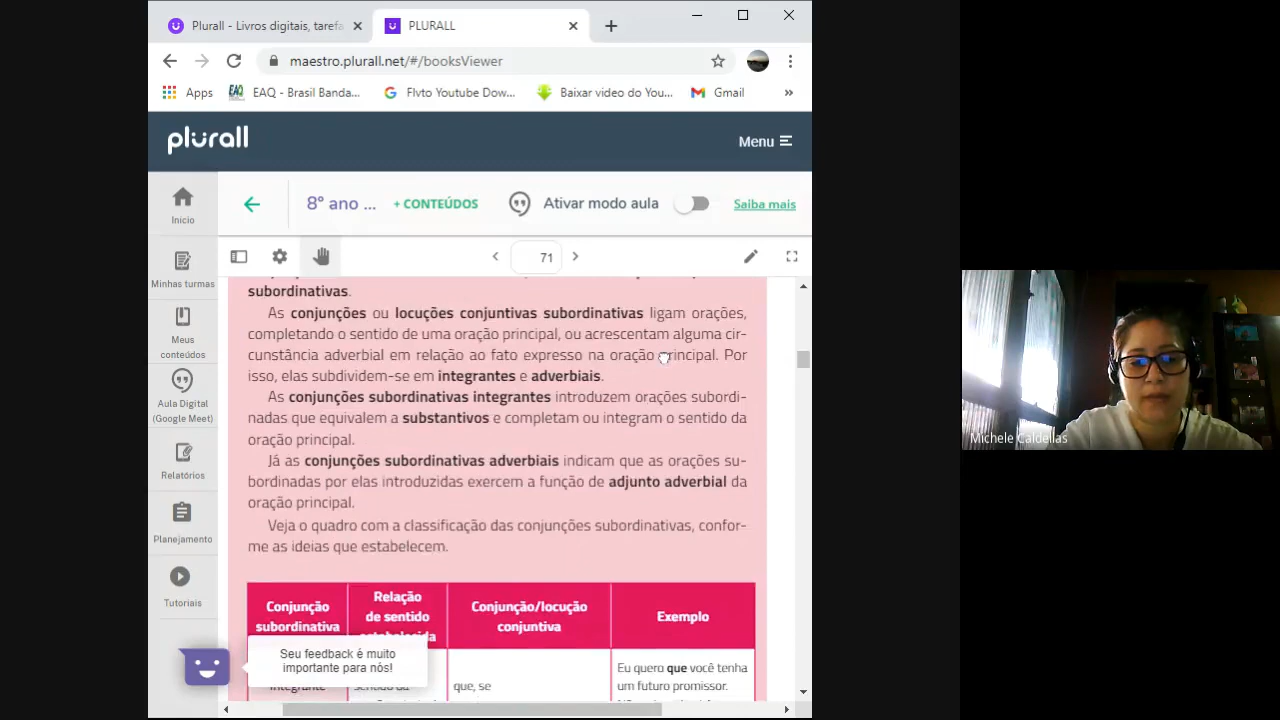 Plurall - Livros digitais, tarefa
PLURALL
maestro.plurall.net/#/booksViewer
Apps
EAQ - Brasil Banda...
Flvto Youtube Dow...
Baixar video do You...
Gmail
»
plurall
Menu
Início
8º ano ...
+ CONTEÚDOS
Ativar modo aula
Saiba mais
Minhas turmas
71
Meus
conteúdos
Aula Digital
(Google Meet)
Relatórios
Planejamento
Tutoriais
subordinativas.
As conjunções ou locuções conjuntivas subordinativas ligam orações,
completando o sentido de uma oração principal, ou acrescentam alguma cir-
cunstância adverbial em relação ao fato expresso na oração principal. Por
isso, elas subdividem-se em integrantes e adverbiais.
As conjunções subordinativas integrantes introduzem orações subordi-
nadas que equivalem a substantivos e completam ou integram o sentido da
oração principal.
Já as conjunções subordinativas adverbiais indicam que as orações su-
bordinadas por elas introduzidas exercem a função de adjunto adverbial da
oração principal.
Veja o quadro com a classificação das conjunções subordinativas, confor-
me as ideias que estabelecem.
Conjunção
subordinativa
Relação
de sentido
estabelecida
Conjunção/locução
conjuntiva
Exemplo
Seu feedback é muito
importante para nós!
Integrante
sentido da
que, se
Eu quero que você tenha
um futuro promissor.
Michele Caldellas